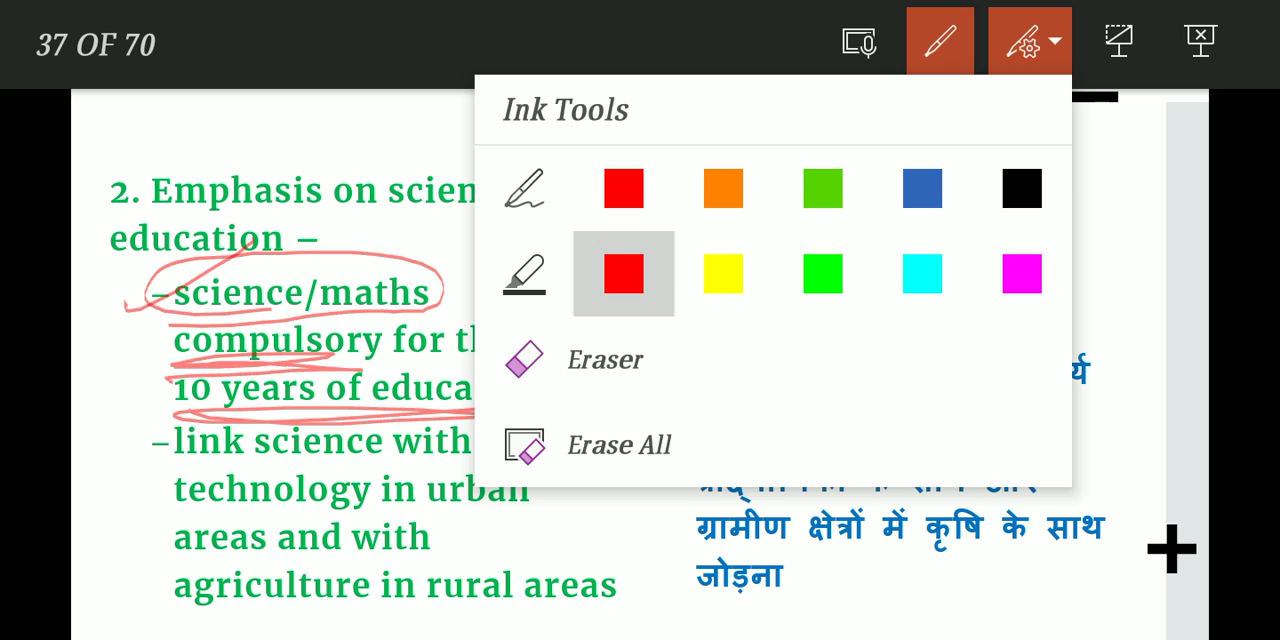 37 OF 70
Ink Tools
2. Emphasis on scien
education –
–science/maths
compulsory for th
10 years of educa
Eraser
Erase All
–link science with
technology in urban
areas and with
agriculture in rural areas
र्य
ग्रामीण क्षेत्रों में कृषि के साथ
जोड़ना